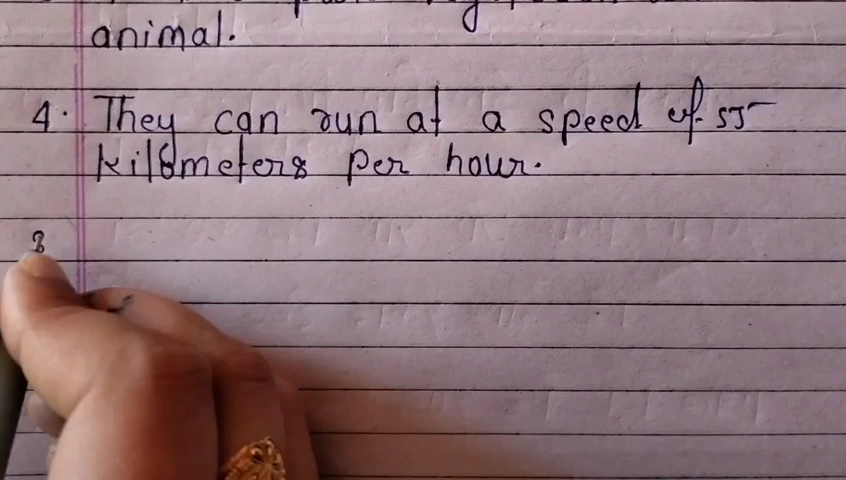 animal.
4. They can run at a speed of 55
kilometers per hour.